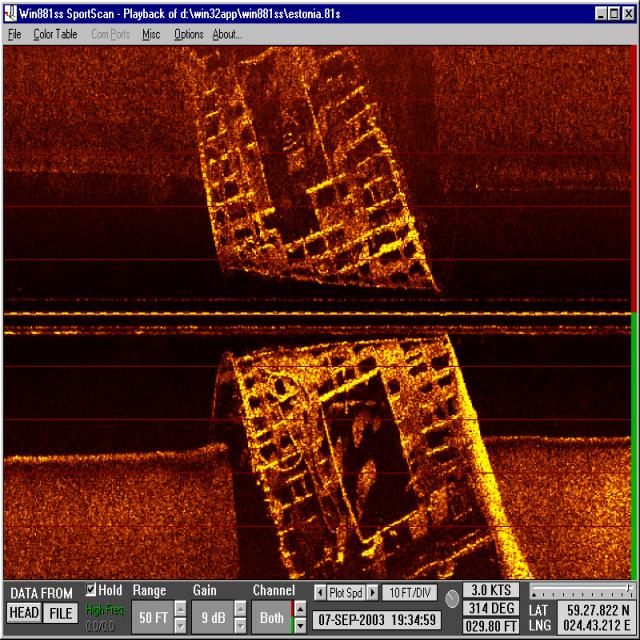 Win881ss SportScan - Playback of d:\win32app\win881ss\estonia.81s
File Color Table Com Ports Misc Options About...
DATA FROM
HEAD FILE
Hold
High Freq
0.0/0.0
Range
50 FT
Gain
9 dB
Channel
Both
Plot Spd 10 FT/DIV
07-SEP-2003 19:34:59
3.0 KTS
314 DEG
029.80 FT
LAT 59.27.822 N
LNG 024.43.212 E